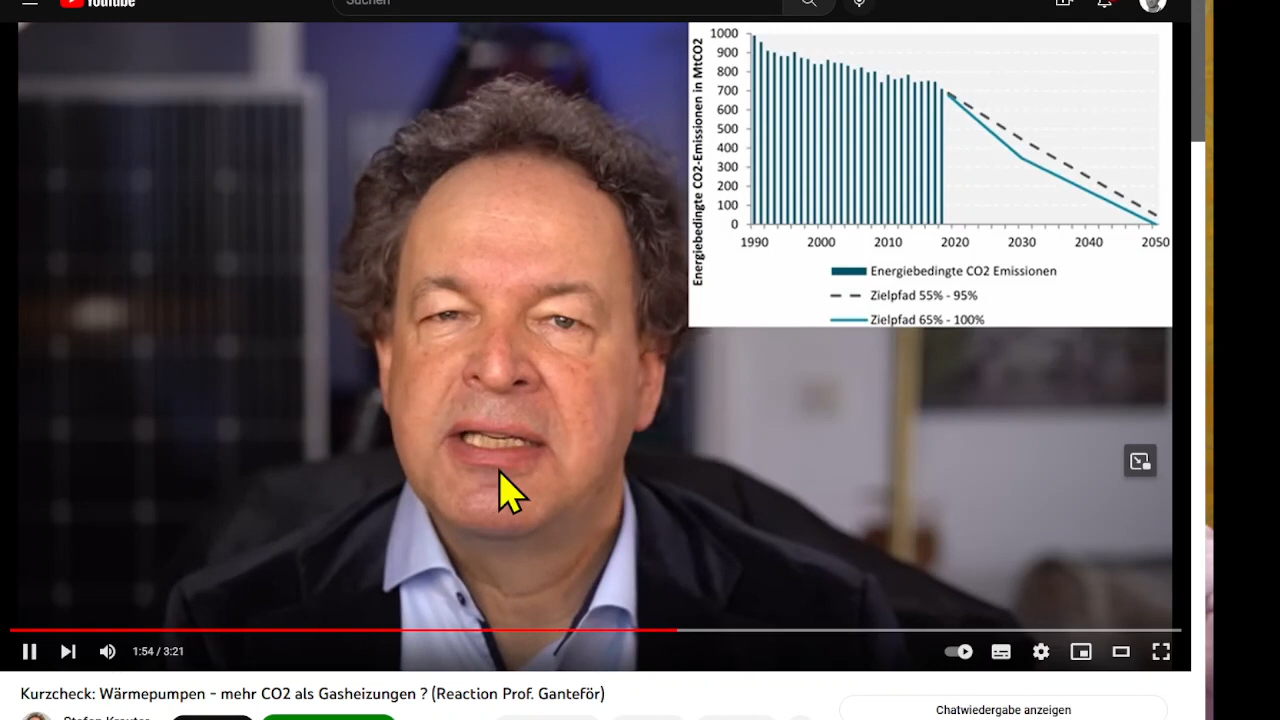 YouTube
Suchen
Energiebedingte CO2-Emissionen in MtCO2
1000
900
800
700
600
500
400
300
200
100
0
1990 2000 2010 2020 2030 2040 2050
Energiebedingte CO2 Emissionen
Zielpfad 55% - 95%
Zielpfad 65% - 100%
1:54 / 3:21
Kurzcheck: Wärmepumpen - mehr CO2 als Gasheizungen ? (Reaction Prof. Ganteför)
Stefan Krauter
Chatwiedergabe anzeigen